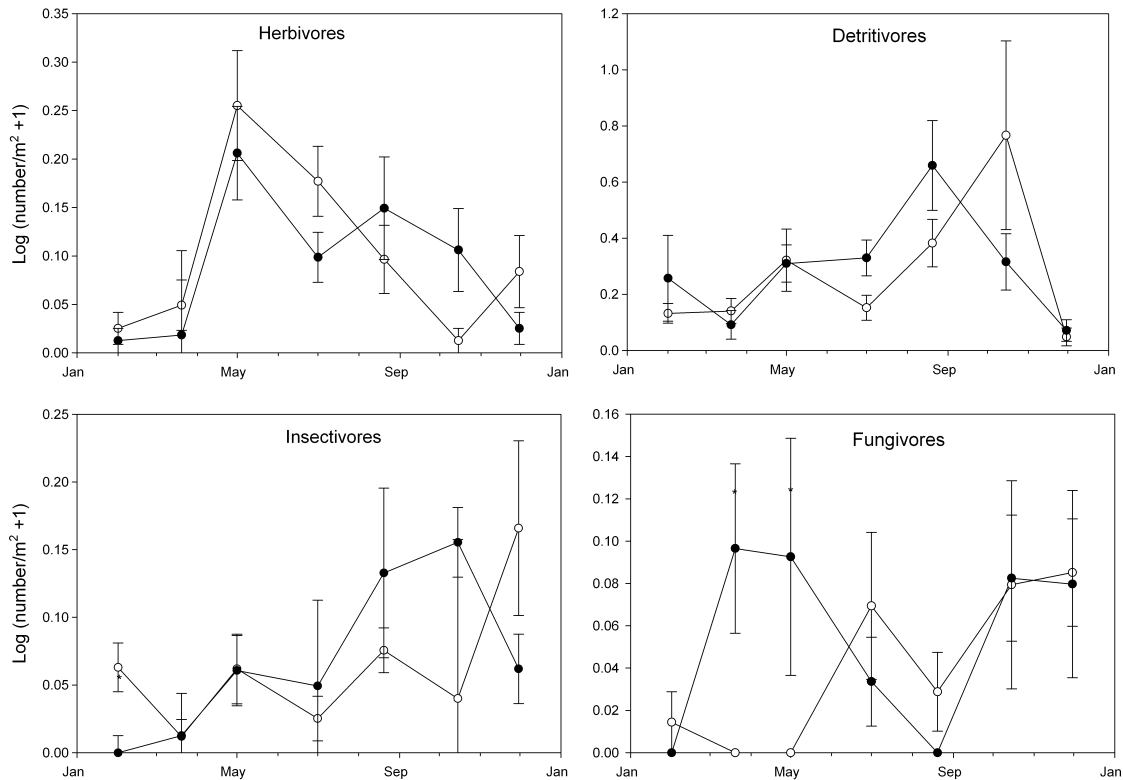 Herbivores
Log (number/m² +1)
0.35
0.30
0.25
0.20
0.15
0.10
0.05
0.00
Jan
May
Sep
Jan
Detritivores
1.2
1.0
0.8
0.6
0.4
0.2
0.0
Jan
May
Sep
Jan
Insectivores
Log (number/m² +1)
0.25
0.20
0.15
0.10
0.05
0.00
*
Jan
May
Sep
Jan
Fungivores
0.16
0.14
0.12
0.10
0.08
0.06
0.04
0.02
0.00
*
*
Jan
May
Sep
Jan